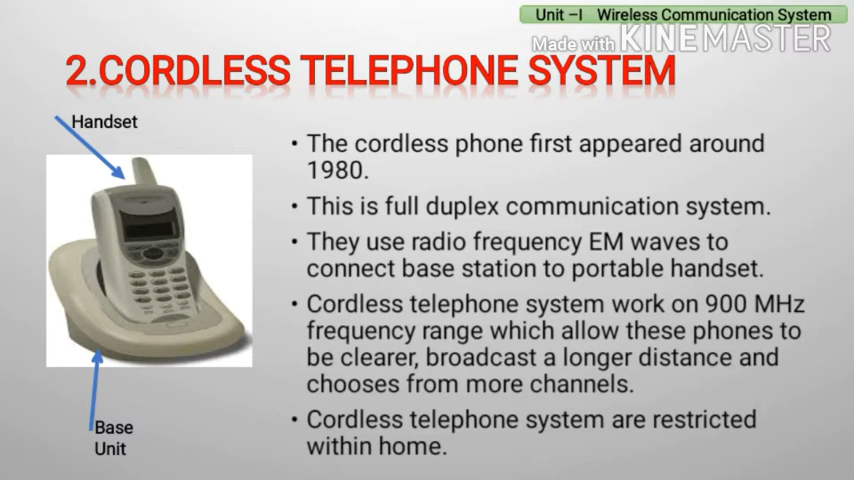 Unit –I Wireless Communication System
Made with KINEMASTER
2.CORDLESS TELEPHONE SYSTEM
Handset
• The cordless phone first appeared around
1980.
• This is full duplex communication system.
• They use radio frequency EM waves to
connect base station to portable handset.
• Cordless telephone system work on 900 MHz
frequency range which allow these phones to
be clearer, broadcast a longer distance and
chooses from more channels.
• Cordless telephone system are restricted
within home.
Base
Unit